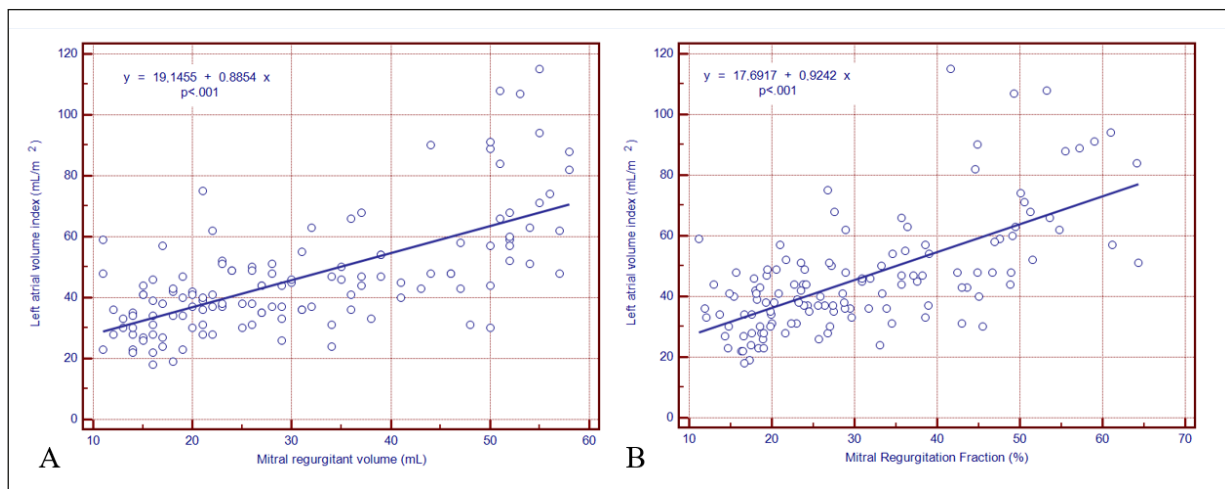 120
100
80
60
40
20
0
Left atrial volume index (mL/m 2 )
y = 19,1455 + 0.8854 x
p<.001
10 20 30 40 50 60
Mitral regurgitant volume (mL)
A
120
100
80
60
40
20
0
Left atrial volume index (mL/m 2 )
y = 17.6917 + 0,9242 x
p<.001
10 20 30 40 50 60 70
Mitral Regurgitation Fraction (%)
B